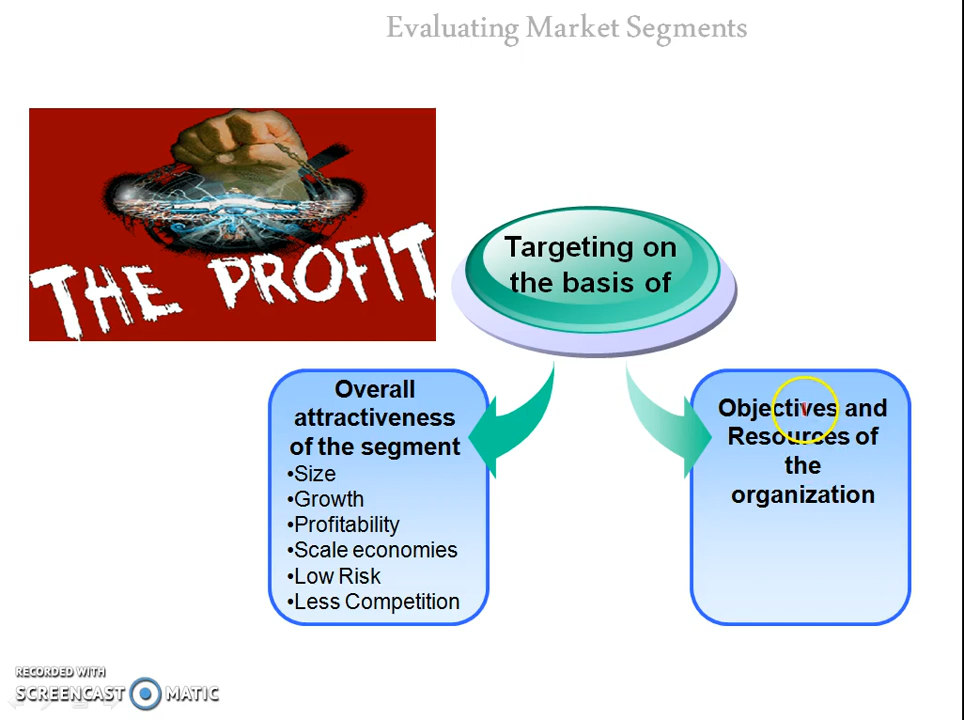 Evaluating Market Segments
THE PROFIT
Targeting on
the basis of
Overall
attractiveness
of the segment
•Size
•Growth
•Profitability
•Scale economies
•Low Risk
•Less Competition
Objectives and
Resources of
the
organization
RECORDED WITH
SCREENCAST MATIC